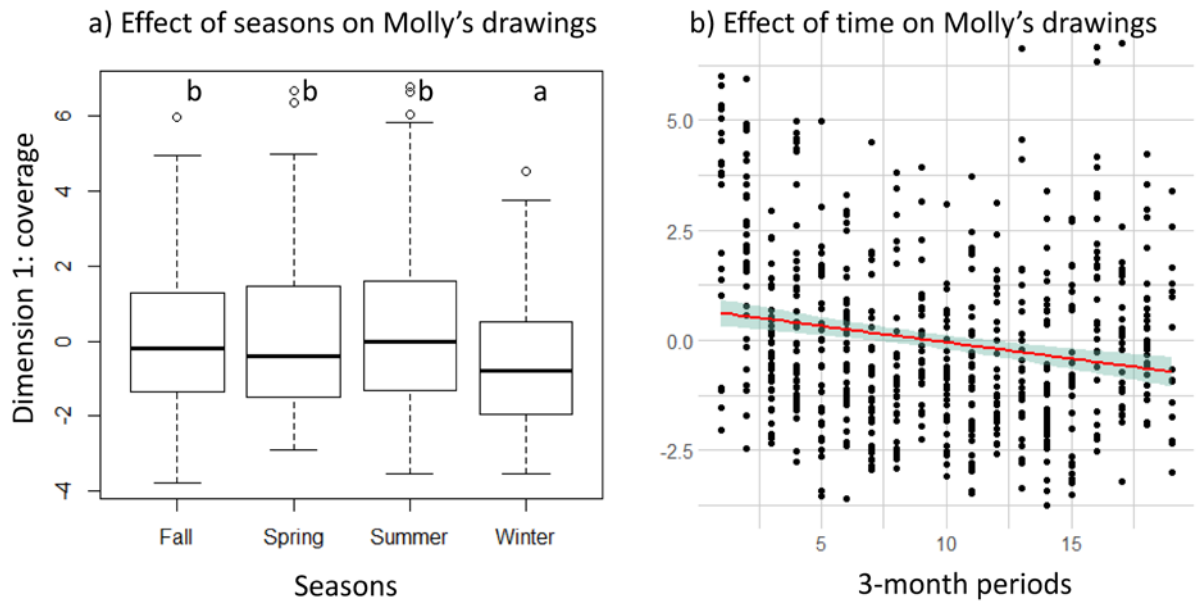 a) Effect of seasons on Molly’s drawings
b b b a
6
4
2
0
-2
-4
Dimension 1: coverage
Fall Spring Summer Winter
Seasons
b) Effect of time on Molly’s drawings
5.0
2.5
0.0
-2.5
5 10 15
3-month periods